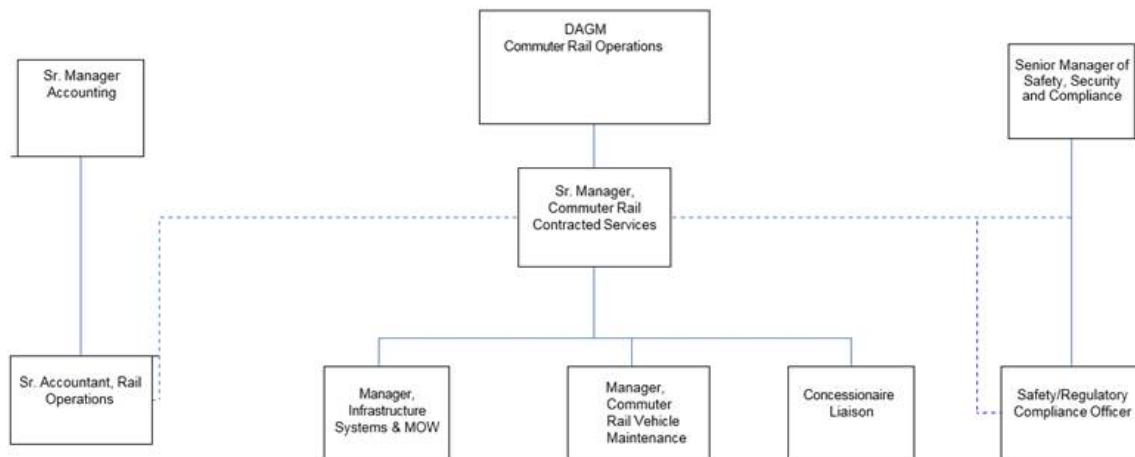 DAGM
Commuter Rail Operations
Sr. Manager
Accounting
Senior Manager of
Safety, Security
and Compliance
Sr. Manager,
Commuter Rail
Contracted Services
Sr. Accountant, Rail
Operations
Manager,
Infrastructure
Systems & MOW
Manager,
Commuter
Rail Vehicle
Maintenance
Concessionaire
Liaison
Safety/Regulatory
Compliance Officer